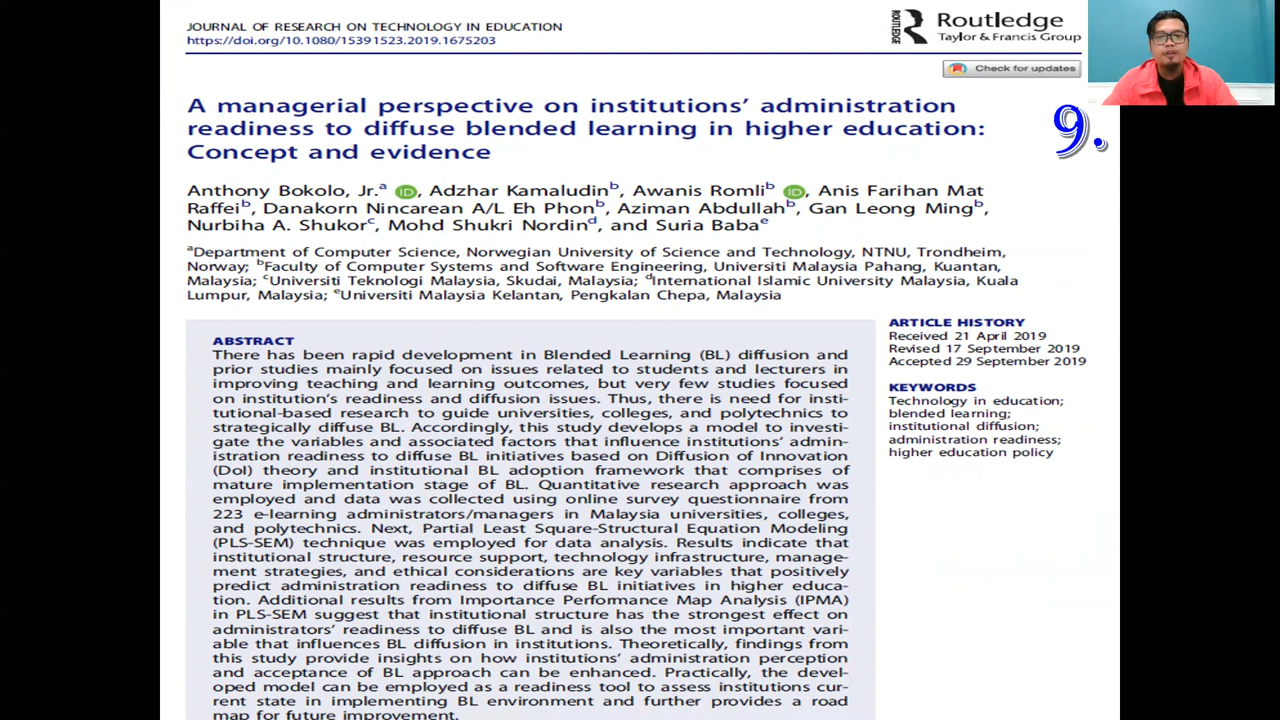 JOURNAL OF RESEARCH ON TECHNOLOGY IN EDUCATION
https://doi.org/10.1080/15391523.2019.1675203
ROUTLEDGE
Routledge
Taylor & Francis Group
Check for updates
A managerial perspective on institutions’ administration
readiness to diffuse blended learning in higher education:
Concept and evidence
9.
Anthony Bokolo, Jr.a iD, Adzhar Kamaludinb, Awanis Romlib iD, Anis Farihan Mat
Raffeib, Danakorn Nincarean A/L Eh Phonb, Aziman Abdullahb, Gan Leong Mingb,
Nurbiha A. Shukorc, Mohd Shukri Nordind, and Suria Babae
aDepartment of Computer Science, Norwegian University of Science and Technology, NTNU, Trondheim,
Norway; bFaculty of Computer Systems and Software Engineering, Universiti Malaysia Pahang, Kuantan,
Malaysia; cUniversiti Teknologi Malaysia, Skudai, Malaysia; dInternational Islamic University Malaysia, Kuala
Lumpur, Malaysia; eUniversiti Malaysia Kelantan, Pengkalan Chepa, Malaysia
ABSTRACT
There has been rapid development in Blended Learning (BL) diffusion and
prior studies mainly focused on issues related to students and lecturers in
improving teaching and learning outcomes, but very few studies focused
on institution’s readiness and diffusion issues. Thus, there is need for insti-
tutional-based research to guide universities, colleges, and polytechnics to
strategically diffuse BL. Accordingly, this study develops a model to investi-
gate the variables and associated factors that influence institutions’ admin-
istration readiness to diffuse BL initiatives based on Diffusion of Innovation
(DoI) theory and institutional BL adoption framework that comprises of
mature implementation stage of BL. Quantitative research approach was
employed and data was collected using online survey questionnaire from
223 e-learning administrators/managers in Malaysia universities, colleges,
and polytechnics. Next, Partial Least Square-Structural Equation Modeling
(PLS-SEM) technique was employed for data analysis. Results indicate that
institutional structure, resource support, technology infrastructure, manage-
ment strategies, and ethical considerations are key variables that positively
predict administration readiness to diffuse BL initiatives in higher educa-
tion. Additional results from Importance Performance Map Analysis (IPMA)
in PLS-SEM suggest that institutional structure has the strongest effect on
administrators’ readiness to diffuse BL and is also the most important vari-
able that influences BL diffusion in institutions. Theoretically, findings from
this study provide insights on how institutions’ administration perception
and acceptance of BL approach can be enhanced. Practically, the devel-
oped model can be employed as a readiness tool to assess institutions cur-
rent state in implementing BL environment and further provides a road
map for future improvement.
ARTICLE HISTORY
Received 21 April 2019
Revised 17 September 2019
Accepted 29 September 2019
KEYWORDS
Technology in education;
blended learning;
institutional diffusion;
administration readiness;
higher education policy